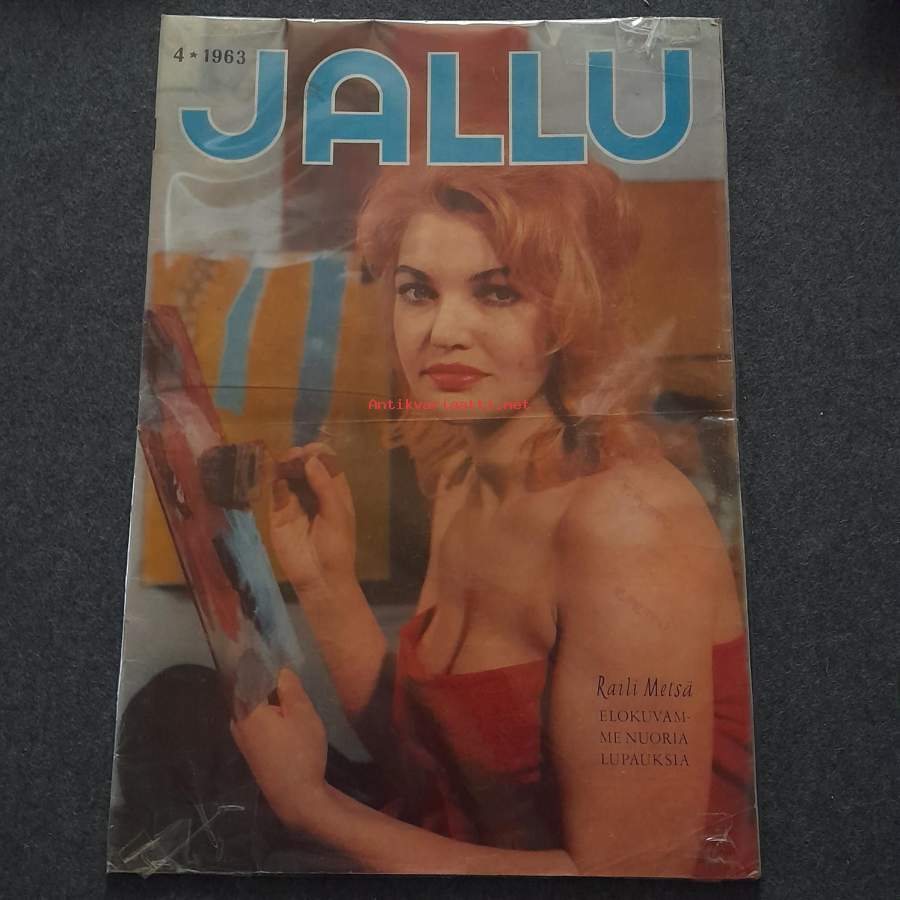 4 ★ 1963
JALLU
Antikvariaatti.net
Raili Metsä
ELOKUVAM-
ME NUORIA
LUPAUKSIA